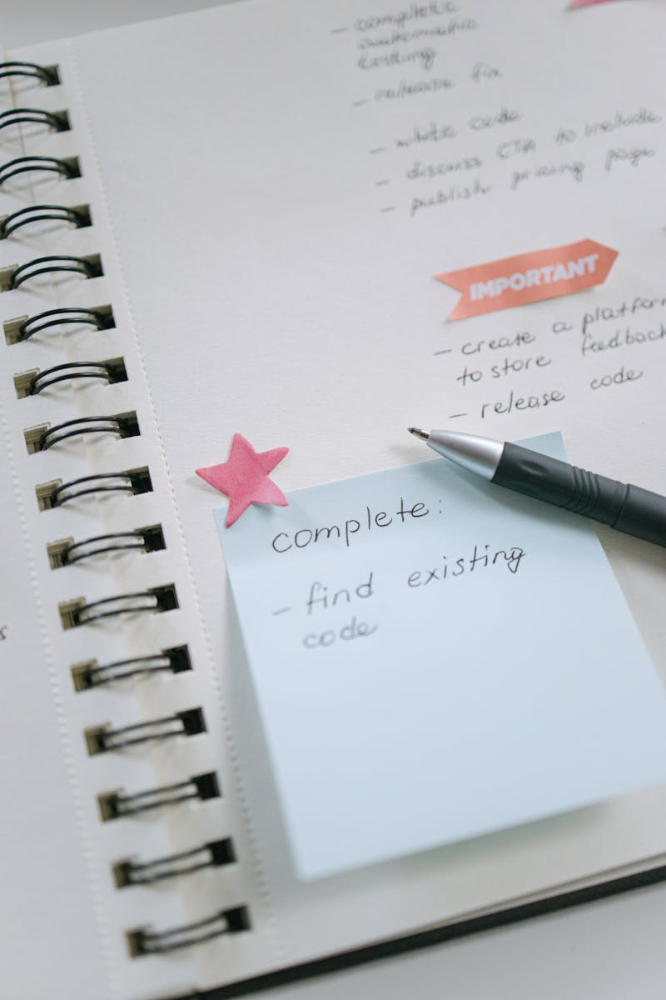 - complete
automatic
testing
- release fix
- write code
- discuss CTA to include
- publish pricing page
IMPORTANT
- create a platform
to store feedback
- release code
complete:
- find existing
code
s